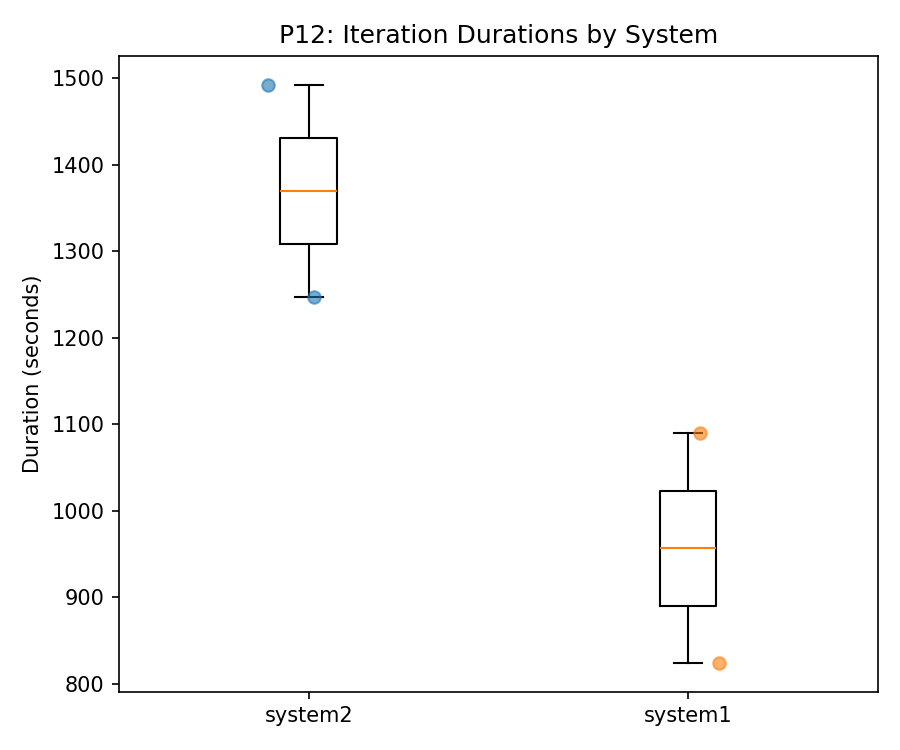 P12: Iteration Durations by System
Duration (seconds)
1500
1400
1300
1200
1100
1000
900
800
system2
system1